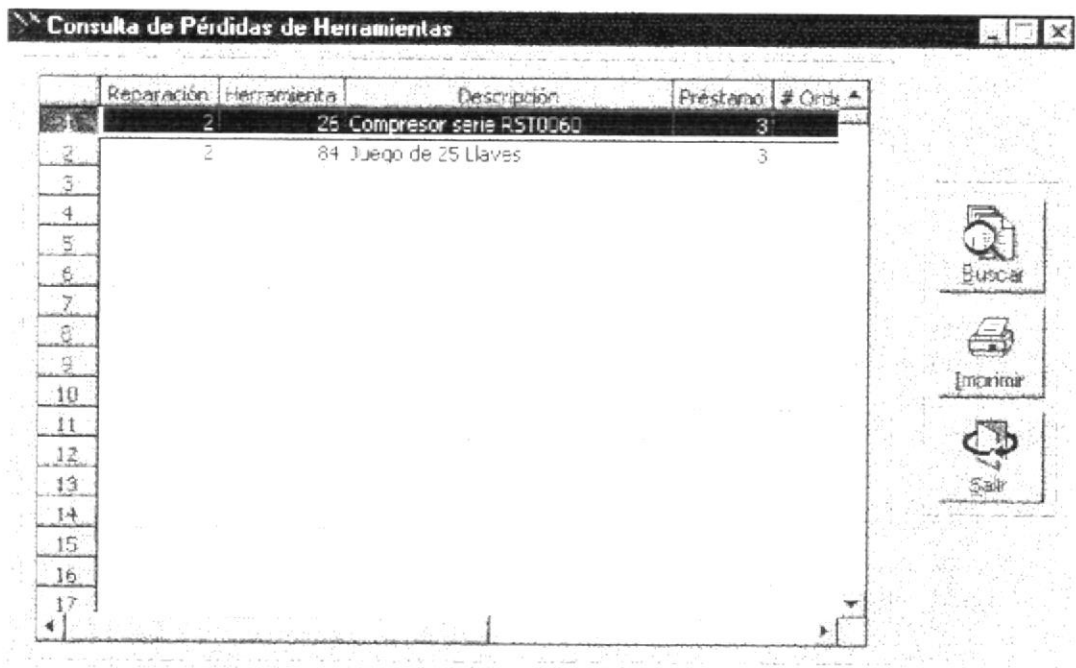 Consulta de Pérdidas de Herramientas
Reparación Herramienta Descripción Préstamo # Orde
1 2 26 Compresor serie RST0060 3
2 2 84 Juego de 25 Llaves 3
3
4
5
6
7
8
9
10
11
12
13
14
15
16
17
Buscar
Imprimir
Salir